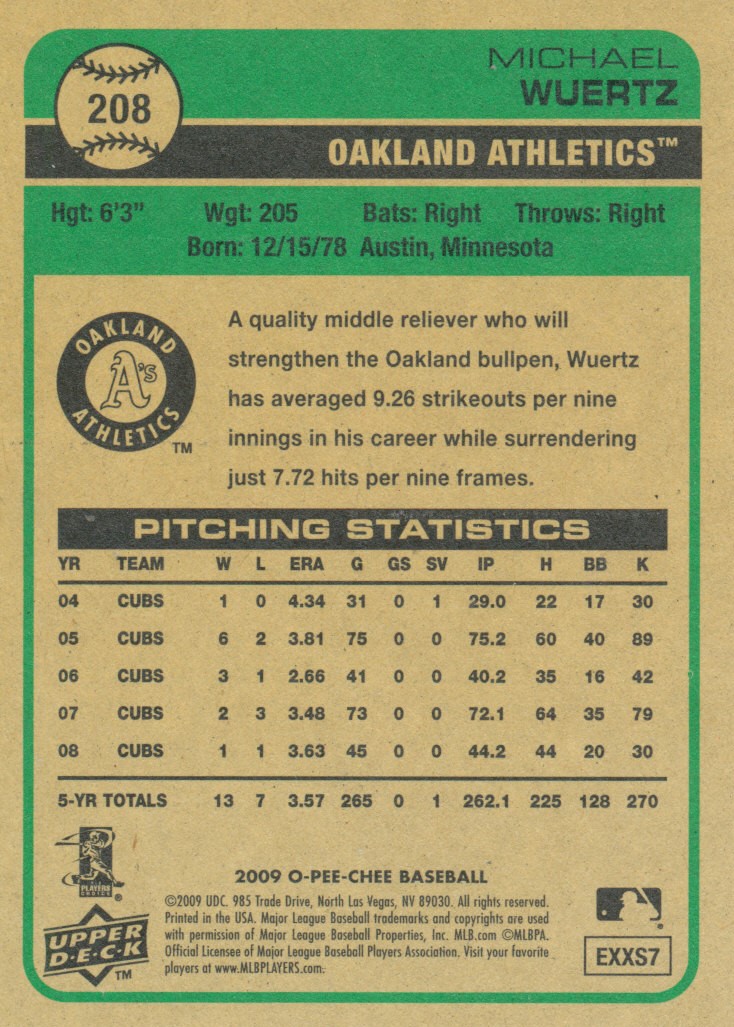 208
MICHAEL
WUERTZ
OAKLAND ATHLETICS™
Hgt: 6'3" Wgt: 205 Bats: Right Throws: Right
Born: 12/15/78 Austin, Minnesota
OAKLAND
A's
ATHLETICS
TM
A quality middle reliever who will
strengthen the Oakland bullpen, Wuertz
has averaged 9.26 strikeouts per nine
innings in his career while surrendering
just 7.72 hits per nine frames.
PITCHING STATISTICS
YR TEAM W L ERA G GS SV IP H BB K
04 CUBS 1 0 4.34 31 0 1 29.0 22 17 30
05 CUBS 6 2 3.81 75 0 0 75.2 60 40 89
06 CUBS 3 1 2.66 41 0 0 40.2 35 16 42
07 CUBS 2 3 3.48 73 0 0 72.1 64 35 79
08 CUBS 1 1 3.63 45 0 0 44.2 44 20 30
5-YR TOTALS 13 7 3.57 265 0 1 262.1 225 128 270
PLAYERS
CHOICE
®
2009 O-PEE-CHEE BASEBALL
©2009 UDC. 985 Trade Drive, North Las Vegas, NV 89030. All rights reserved.
Printed in the USA. Major League Baseball trademarks and copyrights are used
with permission of Major League Baseball Properties, Inc. MLB.com ©MLBPA.
Official Licensee of Major League Baseball Players Association. Visit your favorite
players at www.MLBPLAYERS.com.
UPPER
D·E·C·K
TM
®
EXXS7